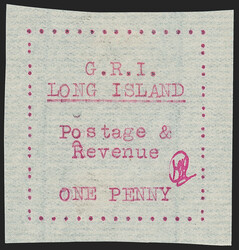 G.R.I.
LONG ISLAND
Postage &
Revenue
ONE PENNY